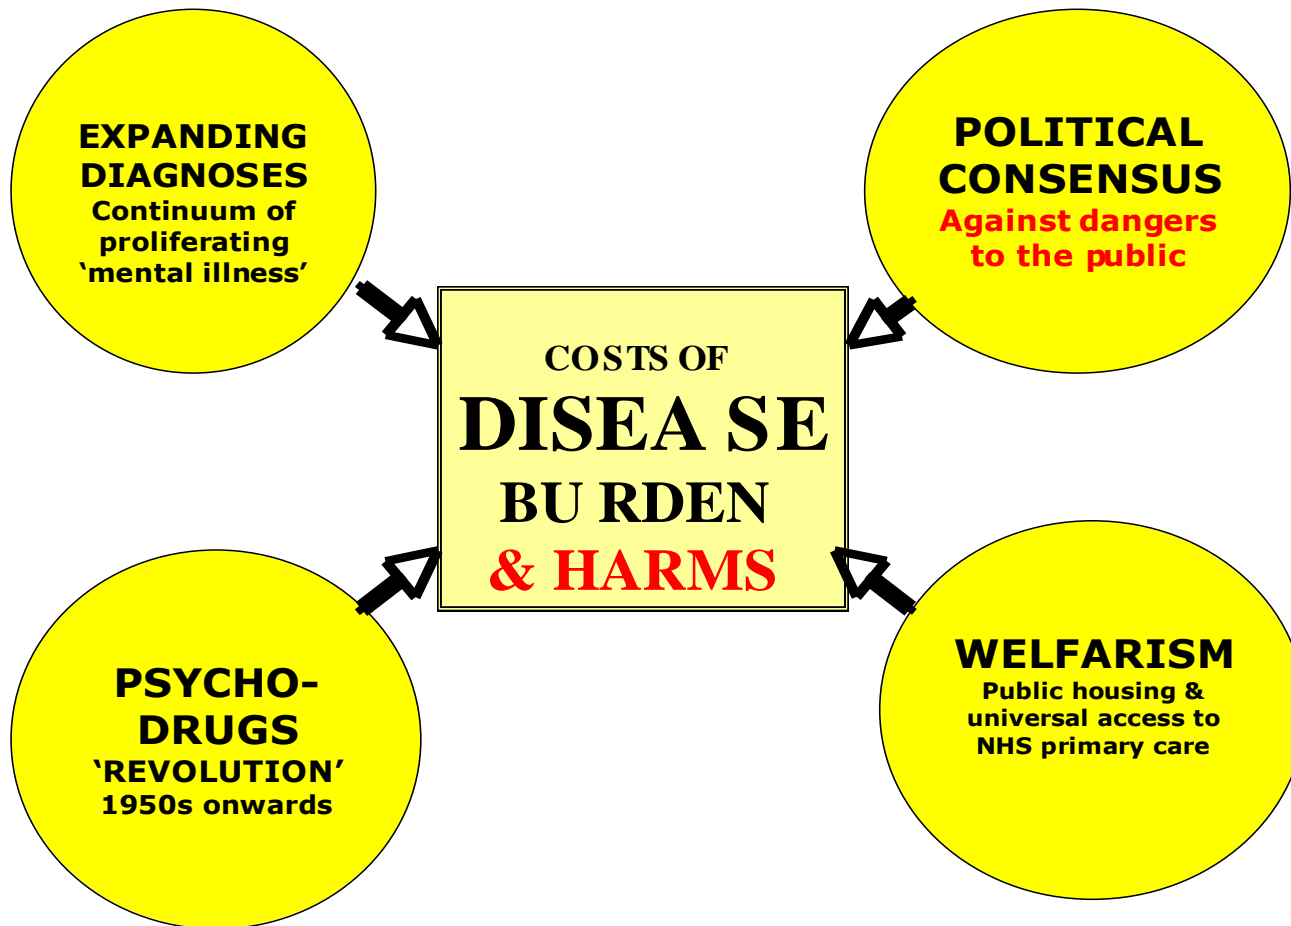 EXPANDING
DIAGNOSES
Continuum of
proliferating
‘mental illness’
POLITICAL
CONSENSUS
Against dangers
to the public
COSTS OF
DISEA SE
BU RDEN
& HARMS
PSYCHO-
DRUGS
‘REVOLUTION’
1950s onwards
WELFARISM
Public housing &
universal access to
NHS primary care